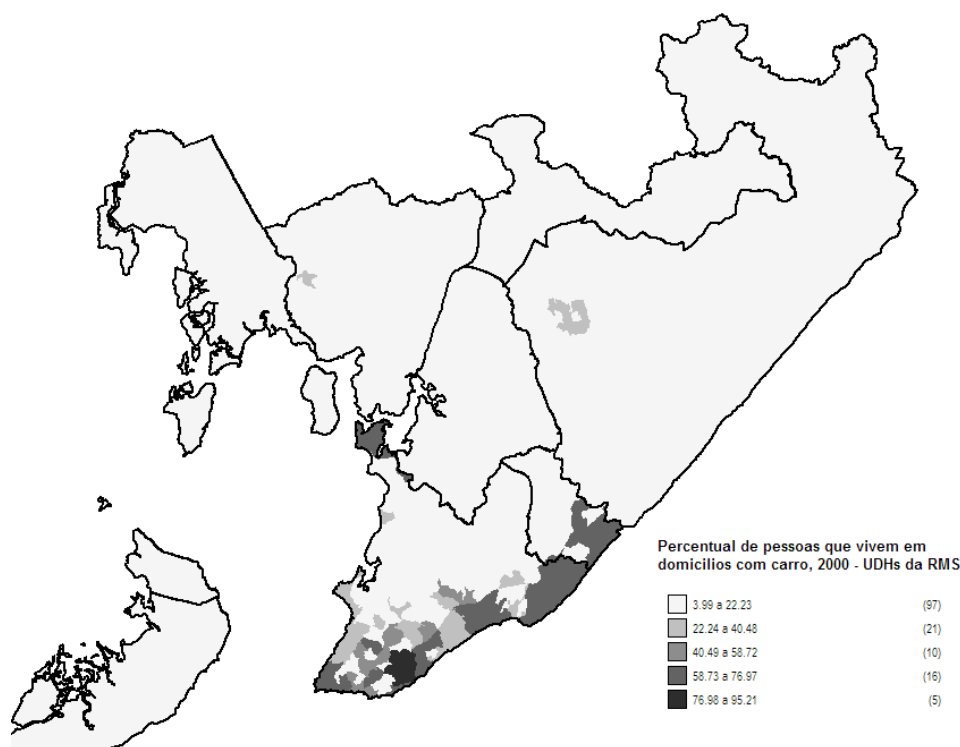 Percentual de pessoas que vivem em
domicilios com carro, 2000 - UDHs da RMS
3.99 a 22.23 (97)
22.24 a 40.48 (21)
40.49 a 58.72 (10)
58.73 a 76.97 (16)
76.98 a 95.21 (5)